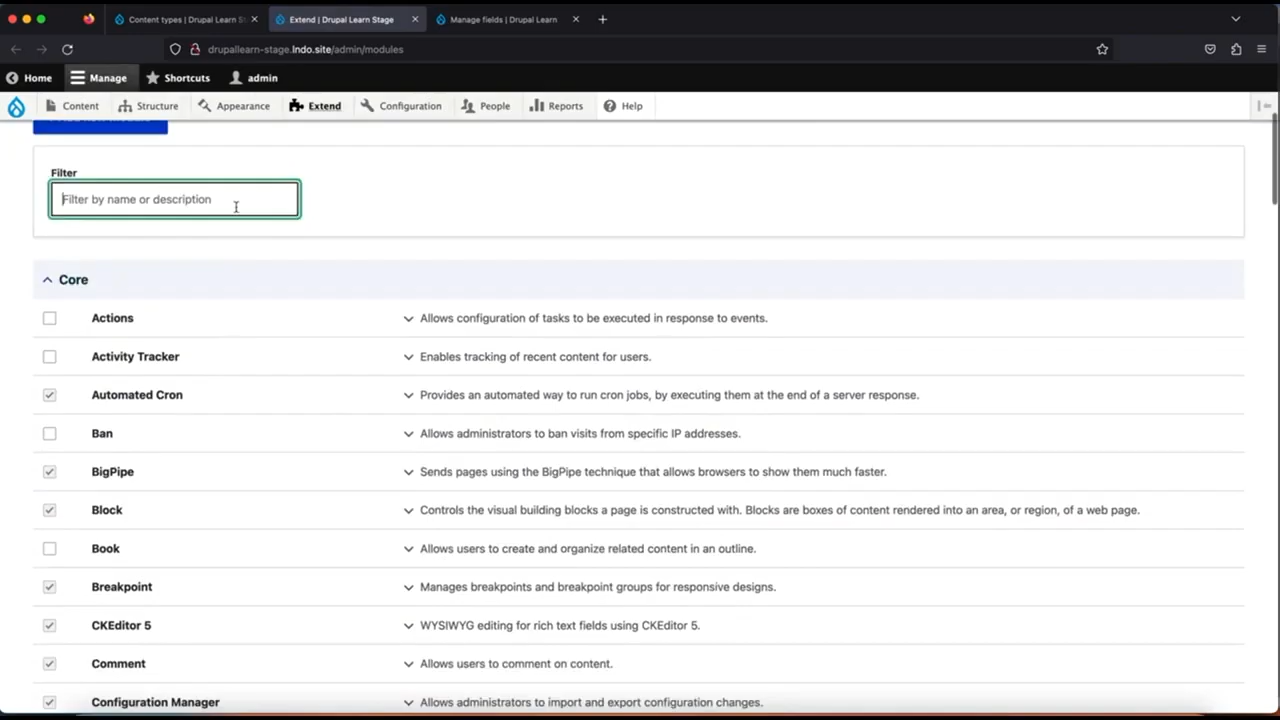 Content types | Drupal Learn St
Extend | Drupal Learn Stage
Manage fields | Drupal Learn
drupallearn-stage.lndo.site/admin/modules
Home
Manage
Shortcuts
admin
Content
Structure
Appearance
Extend
Configuration
People
Reports
Help
Filter
Filter by name or description
Core
Actions
Allows configuration of tasks to be executed in response to events.
Activity Tracker
Enables tracking of recent content for users.
Automated Cron
Provides an automated way to run cron jobs, by executing them at the end of a server response.
Ban
Allows administrators to ban visits from specific IP addresses.
BigPipe
Sends pages using the BigPipe technique that allows browsers to show them much faster.
Block
Controls the visual building blocks a page is constructed with. Blocks are boxes of content rendered into an area, or region, of a web page.
Book
Allows users to create and organize related content in an outline.
Breakpoint
Manages breakpoints and breakpoint groups for responsive designs.
CKEditor 5
WYSIWYG editing for rich text fields using CKEditor 5.
Comment
Allows users to comment on content.
Configuration Manager
Allows administrators to import and export configuration changes.